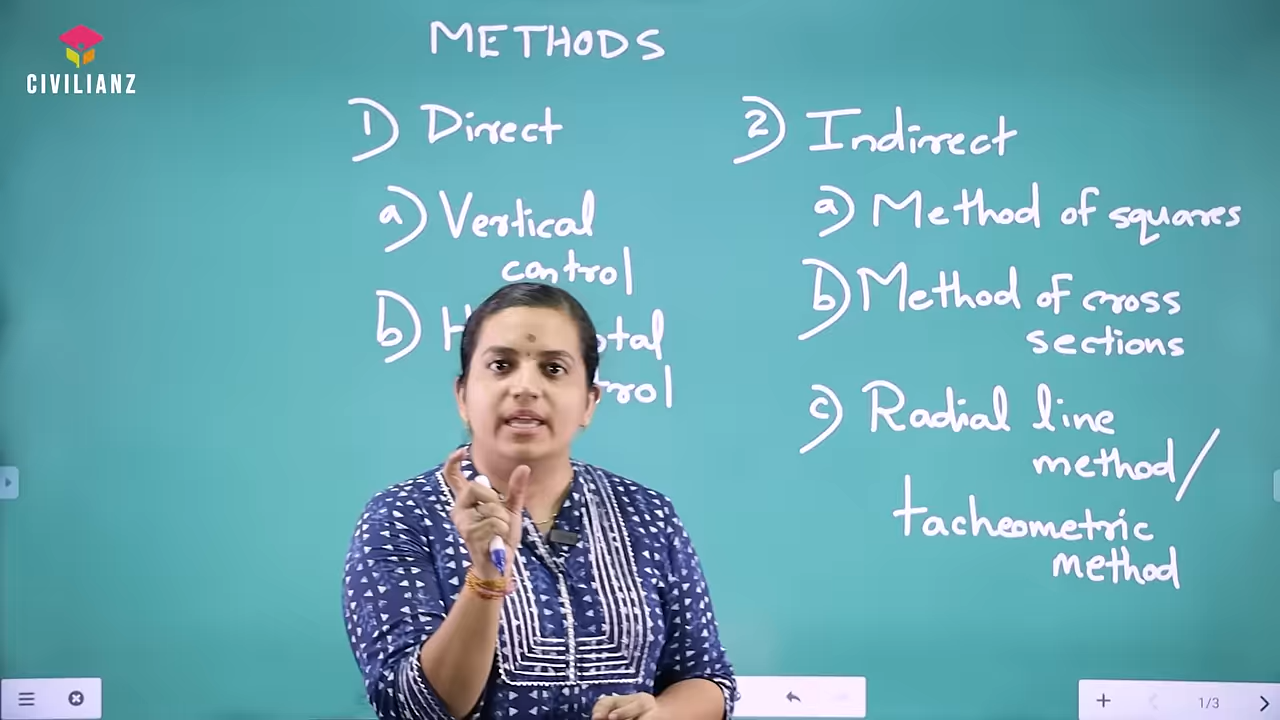 CIVILIANZ
METHODS
1) Direct
a) Vertical
control
b)
2) Indirect
a) Method of squares
b) Method of cross
sections
c) Radial line
method/
tacheometric
method
1/3